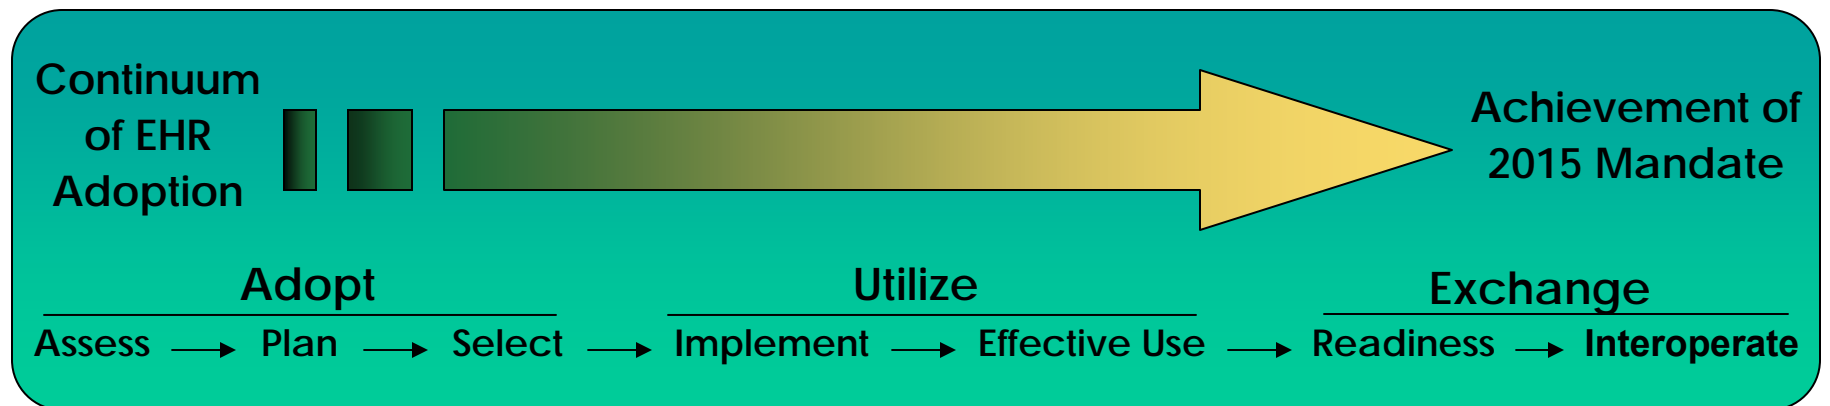 Continuum
of EHR
Adoption
Achievement of
2015 Mandate
Adopt
Utilize
Exchange
Assess
Plan
Select
Implement
Effective Use
Readiness
Interoperate